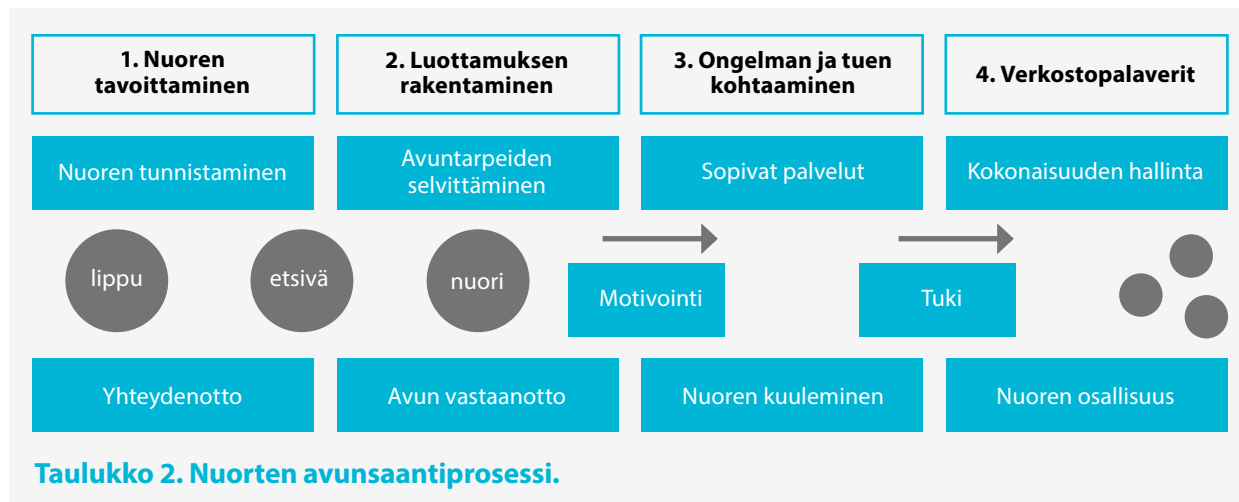 1. Nuoren
tavoittaminen
2. Luottamuksen
rakentaminen
3. Ongelman ja tuen
kohtaaminen
4. Verkostopalaverit
Nuoren tunnistaminen
Avuntarpeiden
selvittäminen
Sopivat palvelut
Kokonaisuuden hallinta
lippu
etsivä
nuori
Motivointi
Tuki
Yhteydenotto
Avun vastaanotto
Nuoren kuuleminen
Nuoren osallisuus
Taulukko 2. Nuorten avunsaantiprosessi.